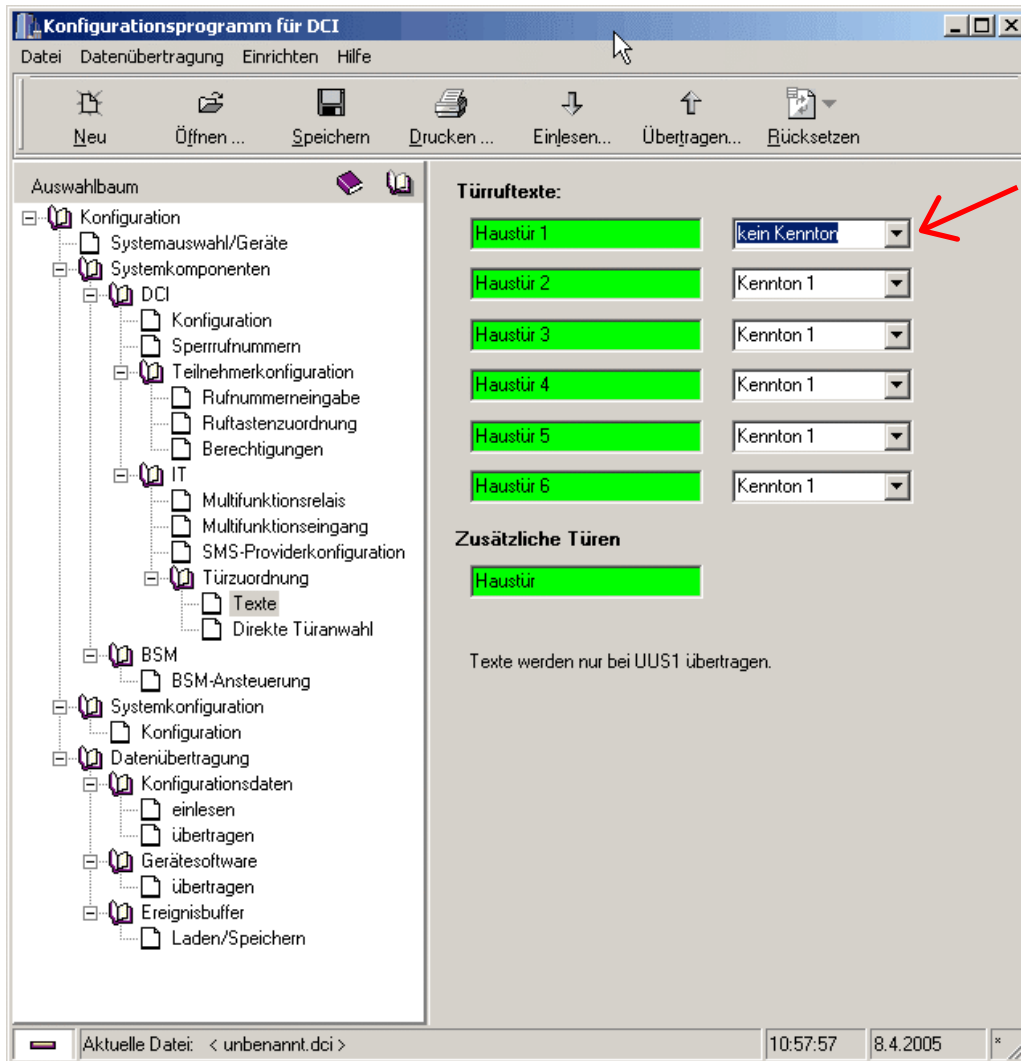 Konfigurationsprogramm für DCI
Datei Datenübertragung Einrichten Hilfe
Neu Öffnen ... Speichern Drucken ... Einlesen... Übertragen... Rücksetzen
Auswahlbaum
Konfiguration
Systemauswahl/Geräte
Systemkomponenten
DCI
Konfiguration
Sperrrufnummern
Teilnehmerkonfiguration
Rufnummerneingabe
Ruftastenzuordnung
Berechtigungen
IT
Multifunktionsrelais
Multifunktionseingang
SMS-Providerkonfiguration
Türzuordnung
Texte
Direkte Türanwahl
BSM
BSM-Ansteuerung
Systemkonfiguration
Konfiguration
Datenübertragung
Konfigurationsdaten
einlesen
übertragen
Gerätesoftware
übertragen
Ereignisbuffer
Laden/Speichern
Türruftexte:
Haustür 1 kein Kennton
Haustür 2 Kennton 1
Haustür 3 Kennton 1
Haustür 4 Kennton 1
Haustür 5 Kennton 1
Haustür 6 Kennton 1
Zusätzliche Türen
Haustür
Texte werden nur bei UUS1 übertragen.
Aktuelle Datei: < unbenannt.dci > 10:57:57 8.4.2005 *